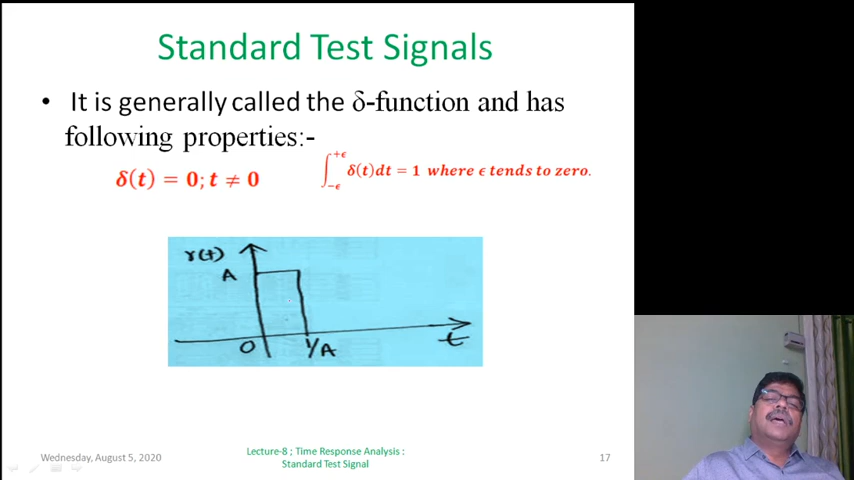 Standard Test Signals
• It is generally called the δ-function and has
following properties:-
δ(t) = 0; t ≠ 0
∫_{-ϵ}^{+ϵ} δ(t)dt = 1 where ϵ tends to zero.
r(t)
A
0
1/A
t
Wednesday, August 5, 2020
Lecture-8 ; Time Response Analysis :
Standard Test Signal
17